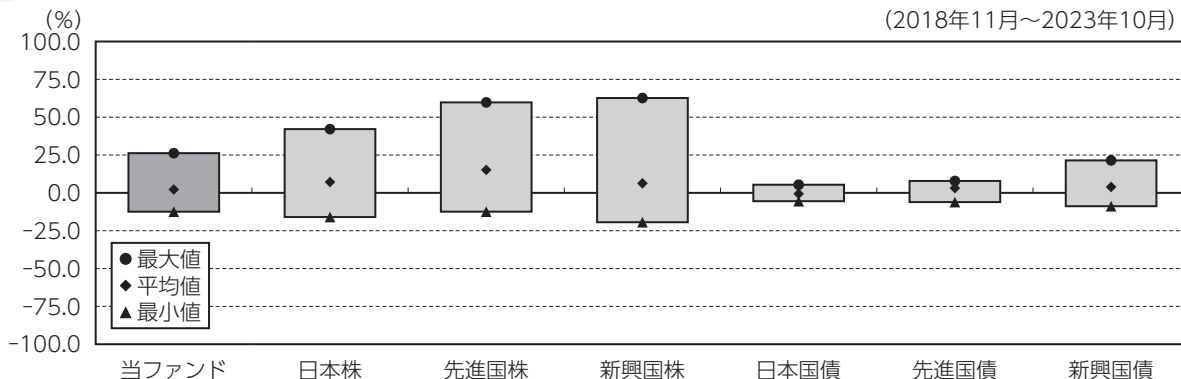 (%)
(2018年11月～2023年10月)
100.0
75.0
50.0
25.0
0.0
-25.0
-50.0
-75.0
-100.0
最大値
平均値
最小値
当ファンド 日本株 先進国株 新興国株 日本国債 先進国債 新興国債